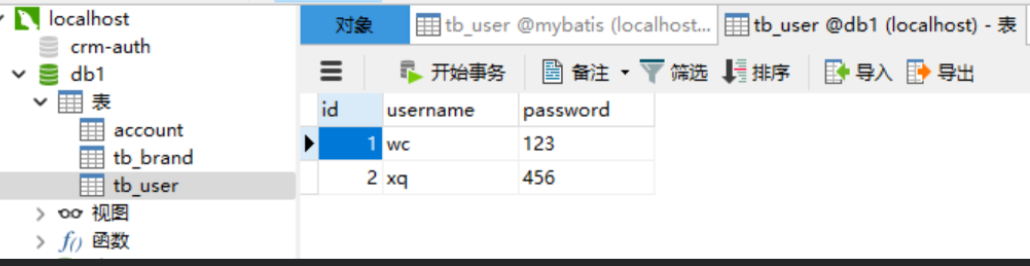 localhost
crm-auth
db1
表
account
tb_brand
tb_user
视图
f() 函数
对象
tb_user @mybatis (localhost...
tb_user @db1 (localhost) - 表
开始事务 备注 筛选 排序 导入 导出
id username password
1 wc 123
2 xq 456